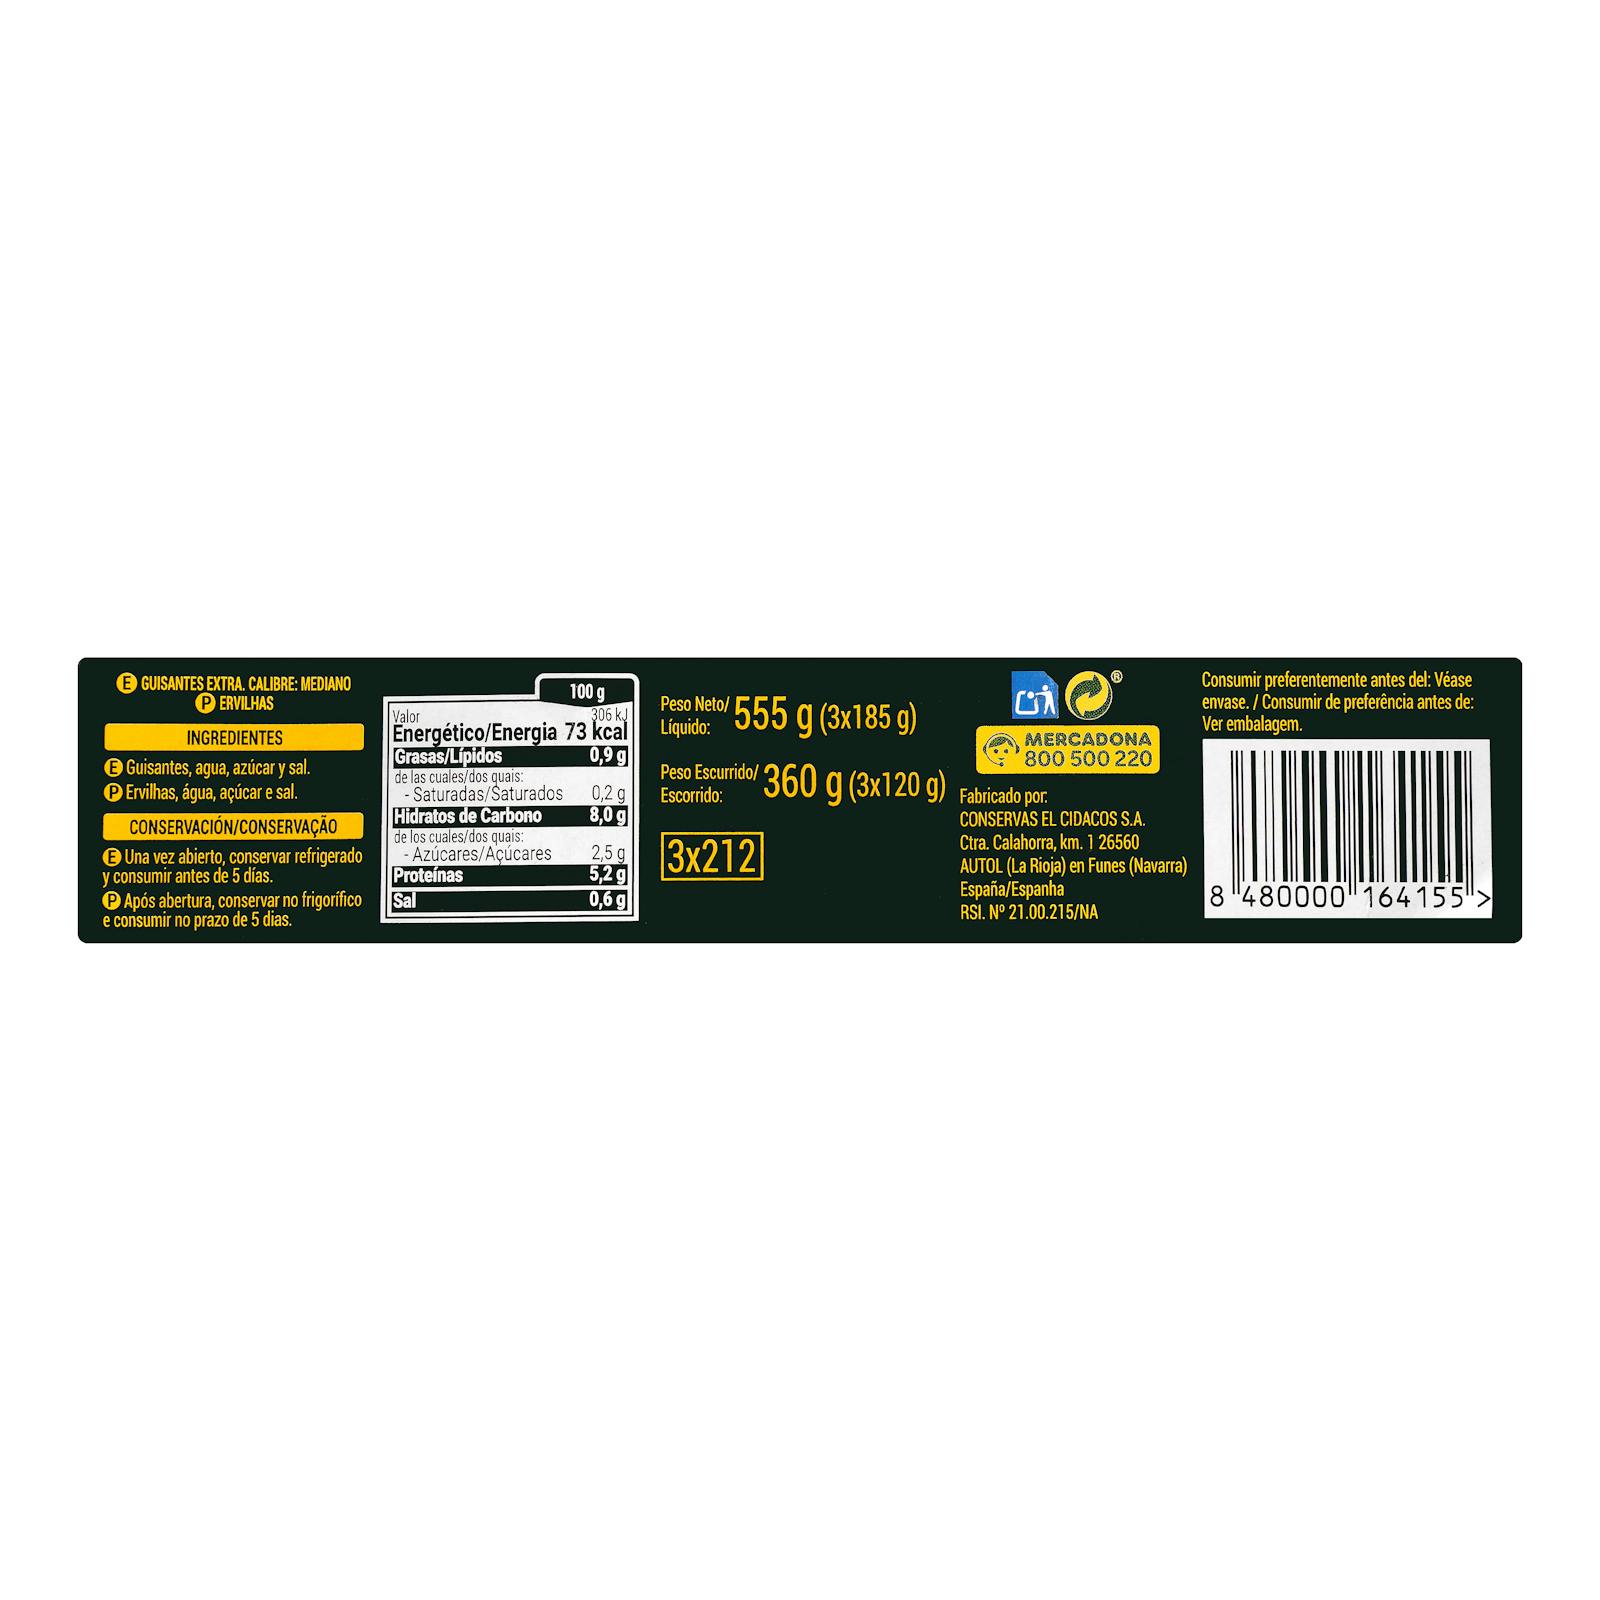 E GUISANTES EXTRA. CALIBRE: MEDIANO
P ERVILHAS
INGREDIENTES
E Guisantes, agua, azúcar y sal.
P Ervilhas, água, açúcar e sal.
CONSERVACIÓN/CONSERVAÇÃO
E Una vez abierto, conservar refrigerado
y consumir antes de 5 días.
P Após abertura, conservar no frigorífico
e consumir no prazo de 5 dias.
100 g
Valor 306 kJ
Energético/Energia 73 kcal
Grasas/Lípidos 0,9 g
de las cuales/dos quais:
- Saturadas/Saturados 0,2 g
Hidratos de Carbono 8,0 g
de los cuales/dos quais:
- Azúcares/Açúcares 2,5 g
Proteínas 5,2 g
Sal 0,6 g
Peso Neto/
Líquido: 555 g (3x185 g)
Peso Escurrido/
Escorrido: 360 g (3x120 g)
3x212
®
MERCADONA
800 500 220
Fabricado por:
CONSERVAS EL CIDACOS S.A.
Ctra. Calahorra, km. 1 26560
AUTOL (La Rioja) en Funes (Navarra)
España/Espanha
RSI. Nº 21.00.215/NA
Consumir preferentemente antes del: Véase
envase. / Consumir de preferência antes de:
Ver embalagem.
8 480000 164155 >